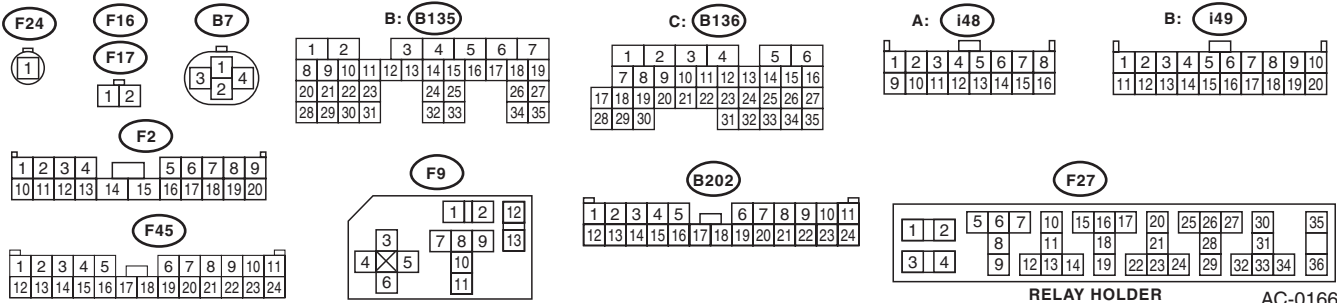 F24 F16 B7 B: B135 C: B136 A: i48 B: i49
F17
1
1 2
1
3 4
2
1 2 3 4 5 6 7
8 9 10 11 12 13 14 15 16 17 18 19
20 21 22 23 24 25 26 27
28 29 30 31 32 33 34 35
1 2 3 4 5 6
7 8 9 10 11 12 13 14 15 16
17 18 19 20 21 22 23 24 25 26 27
28 29 30 31 32 33 34 35
1 2 3 4 5 6 7 8
9 10 11 12 13 14 15 16
1 2 3 4 5 6 7 8 9 10
11 12 13 14 15 16 17 18 19 20
F2
1 2 3 4 5 6 7 8 9
10 11 12 13 14 15 16 17 18 19 20
F45
1 2 3 4 5 6 7 8 9 10 11
12 13 14 15 16 17 18 19 20 21 22 23 24
F9
1 2 12
3 7 8 9 13
4 5 10
6 11
B202
1 2 3 4 5 6 7 8 9 10 11
12 13 14 15 16 17 18 19 20 21 22 23 24
F27
1 2 5 6 7 10 15 16 17 20 25 26 27 30 35
8 11 18 21 28 31
3 4 9 12 13 14 19 22 23 24 29 32 33 34 36
RELAY HOLDER
AC-0166